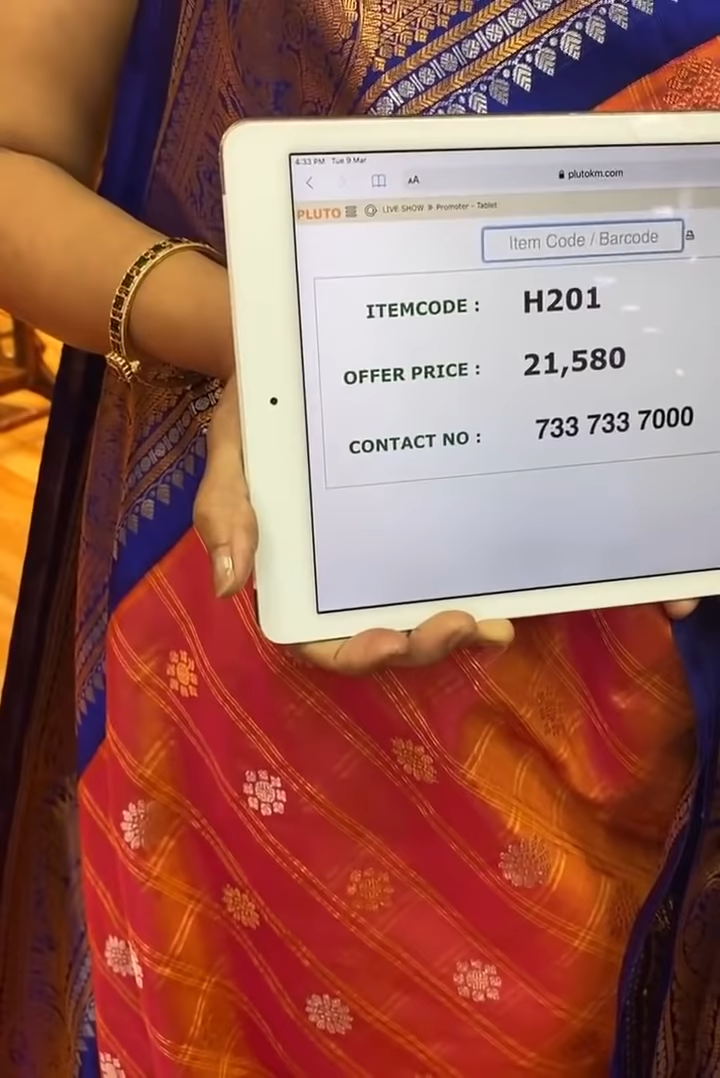 4:33 PM Tue 9 Mar
AA plutokm.com
PLUTO LIVE SHOW » Promoter - Tablet
Item Code / Barcode
ITEMCODE : H201
OFFER PRICE : 21,580
CONTACT NO : 733 733 7000